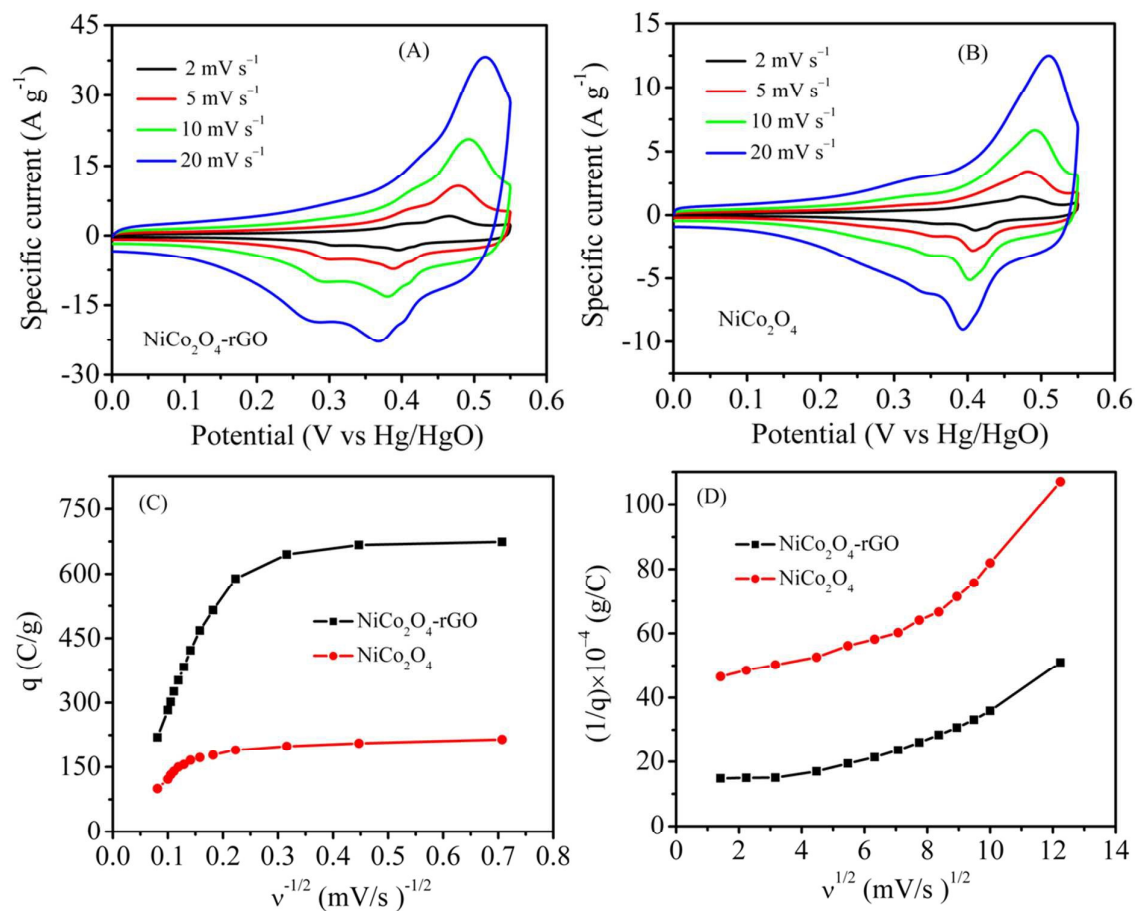 (A)
2 mV s⁻¹
5 mV s⁻¹
10 mV s⁻¹
20 mV s⁻¹
NiCo₂O₄-rGO
Specific current (A g⁻¹)
45
30
15
0
-15
-30
0.0 0.1 0.2 0.3 0.4 0.5 0.6
Potential (V vs Hg/HgO)
(B)
2 mV s⁻¹
5 mV s⁻¹
10 mV s⁻¹
20 mV s⁻¹
NiCo₂O₄
Specific current (A g⁻¹)
15
10
5
0
-5
-10
0.0 0.1 0.2 0.3 0.4 0.5 0.6
Potential (V vs Hg/HgO)
(C)
NiCo₂O₄-rGO
NiCo₂O₄
q (C/g)
750
600
450
300
150
0
0.0 0.1 0.2 0.3 0.4 0.5 0.6 0.7 0.8
ν⁻¹/² (mV/s )⁻¹/²
(D)
NiCo₂O₄-rGO
NiCo₂O₄
(1/q)×10⁻⁴ (g/C)
100
80
60
40
20
0
0 2 4 6 8 10 12 14
ν¹/² (mV/s )¹/²